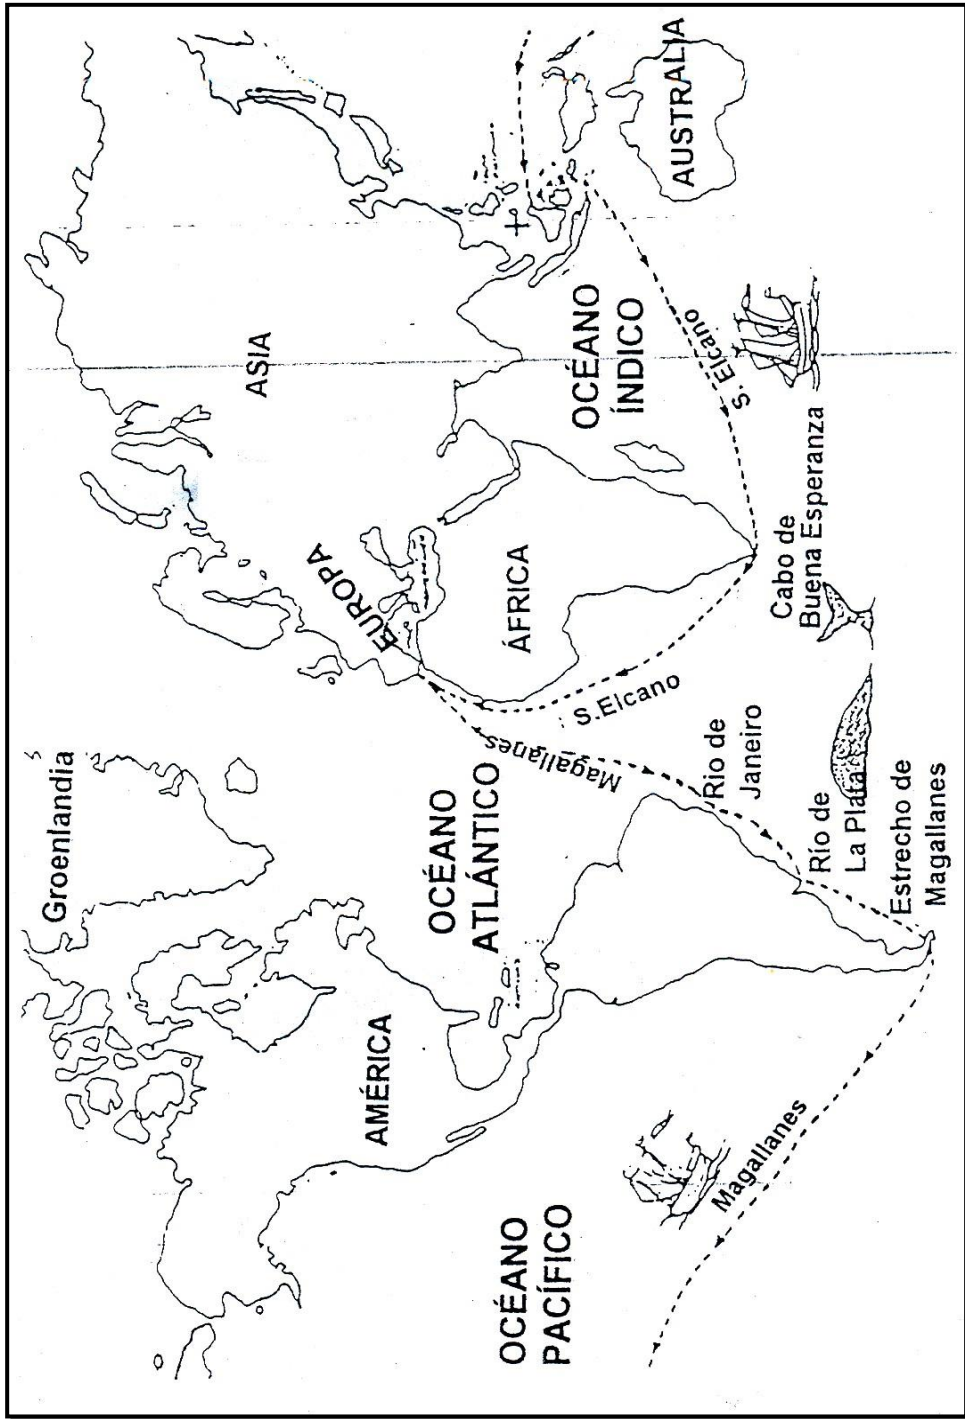 Groenlandia
AMÉRICA
EUROPA
ASIA
OCÉANO
ATLÁNTICO
OCÉANO
PACÍFICO
ÁFRICA
OCÉANO
ÍNDICO
AUSTRALIA
Magallanes
S.Elcano
S. Elcano
Magallanes
Rio de
Janeiro
Río de
La Plata
Estrecho de
Magallanes
Cabo de
Buena Esperanza